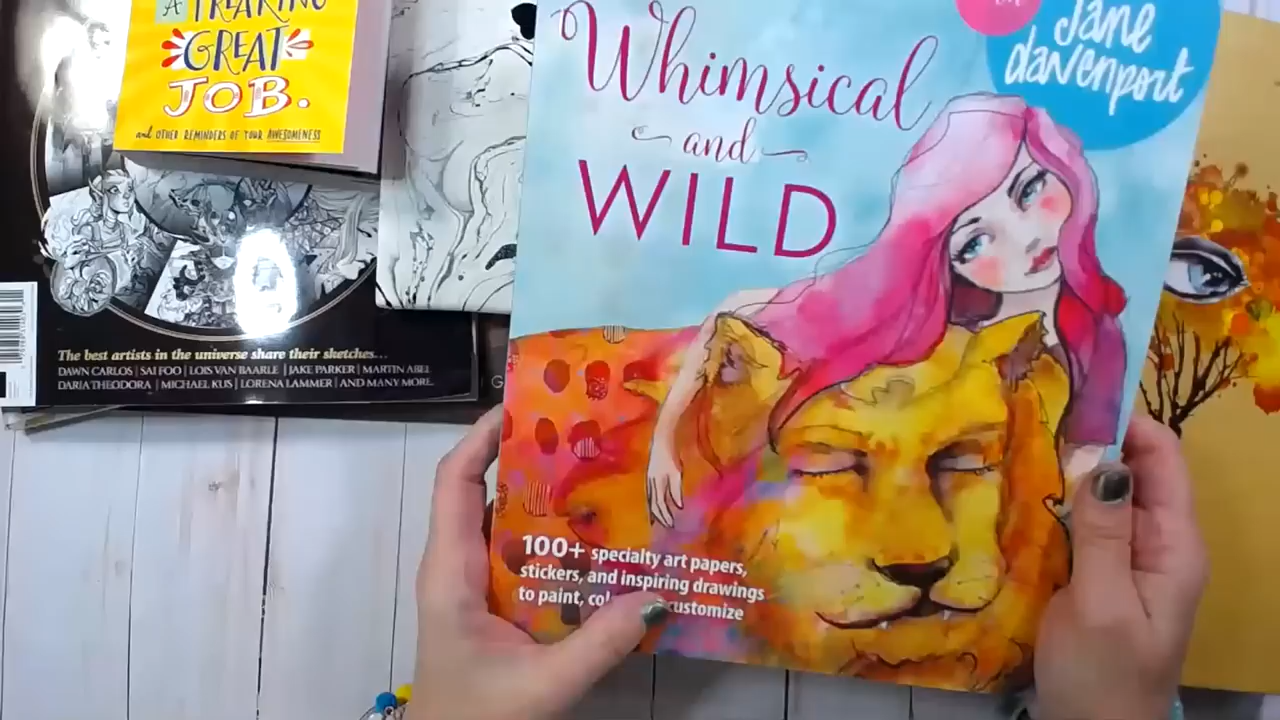 A FREAKING
GREAT
JOB.
and OTHER REMINDERS OF YOUR AWESOMENESS
Whimsical
and
WILD
Jane
davenport
100+ specialty art papers,
stickers, and inspiring drawings
to paint, customize
The best artists in the universe share their sketches...
DAWN CARLOS | SAI FOO | LOIS VAN BAARLE | JAKE PARKER | MARTIN ABEL
DARIA THEODORA | MICHAEL KUS | LORENA LAMMER | AND MANY MORE.